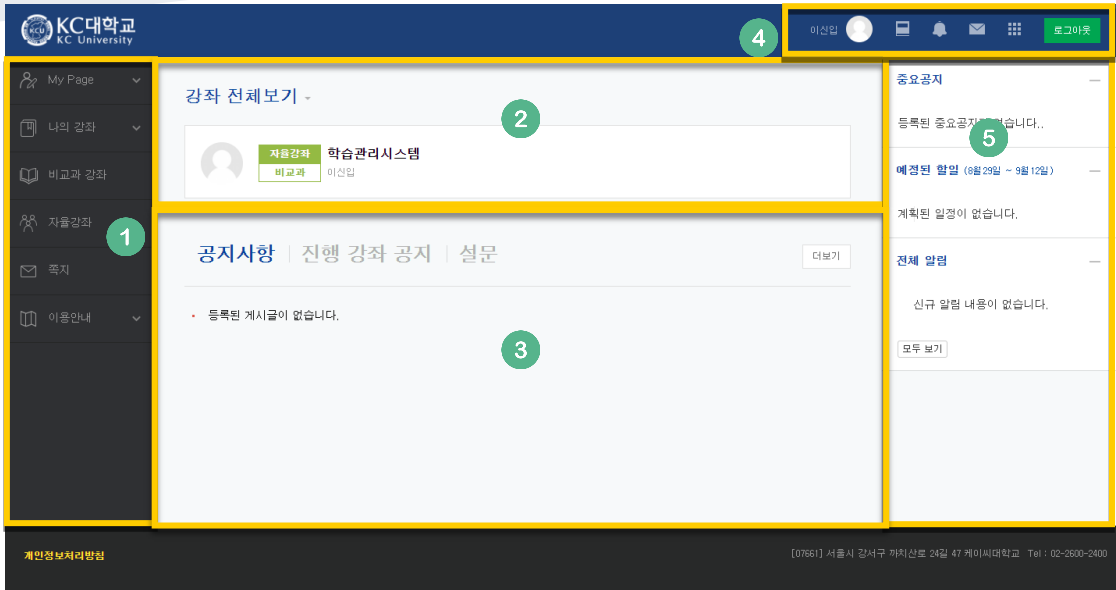 KC대학교
KC University
4
이신입
로그아웃
My Page
나의 강좌
비교과 강좌
자율강좌
1
쪽지
이용안내
강좌 전체보기
2
자율강좌
학습관리시스템
비교과
이신입
공지사항 진행 강좌 공지 설문
더보기
등록된 게시글이 없습니다.
3
중요공지
등록된 중요공지 없습니다..
5
예정된 할일 (8월 29일 ~ 9월 12일)
계획된 일정이 없습니다.
전체 알림
신규 알림 내용이 없습니다.
모두 보기
개인정보처리방침
[07661] 서울시 강서구 까치산로 24길 47 케이씨대학교 Tel : 02-2600-2400